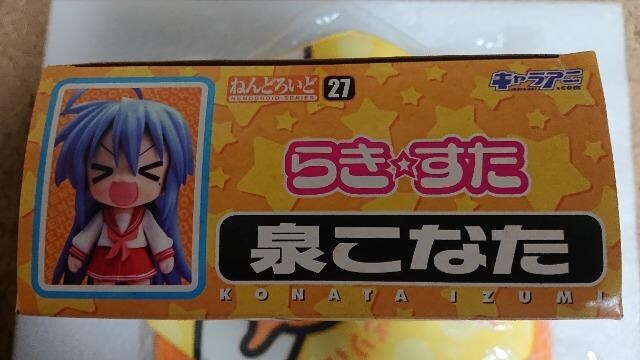 ねんどろいど 27
NENDOROID SERIES
キャラアニ.com
らき☆すた
泉こなた
KONATA IZUMI